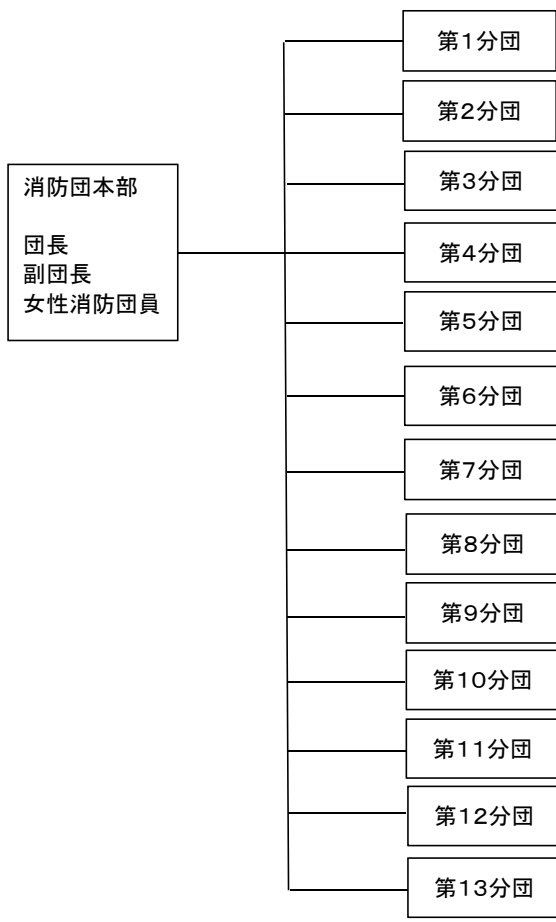 消防団本部
団長
副団長
女性消防団員
第1分団
第2分団
第3分団
第4分団
第5分団
第6分団
第7分団
第8分団
第9分団
第10分団
第11分団
第12分団
第13分団